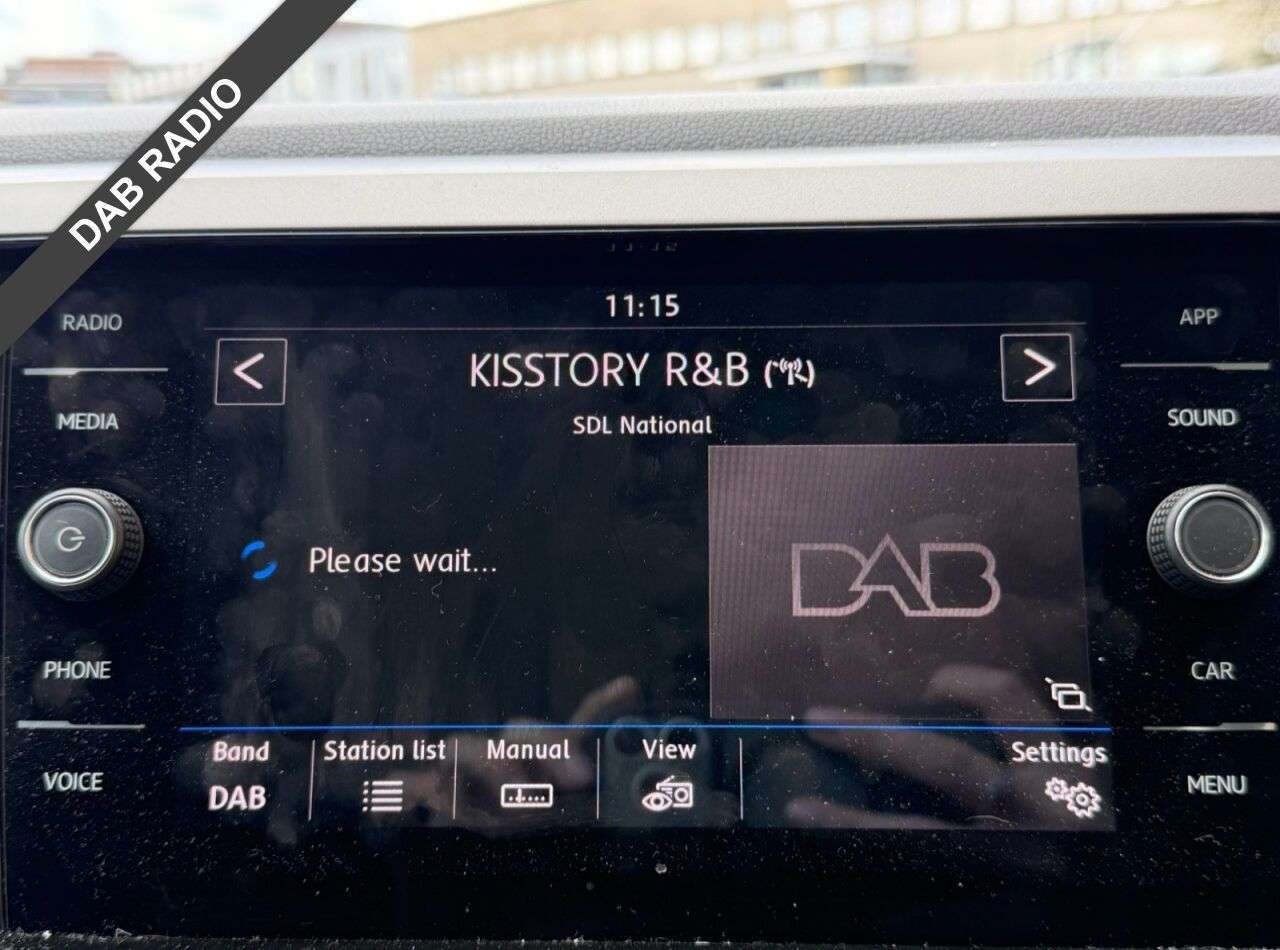 DAB RADIO
11:15
RADIO
APP
< KISSTORY R&B >
MEDIA
SDL National
SOUND
Please wait...
DAB
PHONE
CAR
Band
Station list
Manual
View
Settings
VOICE
DAB
MENU